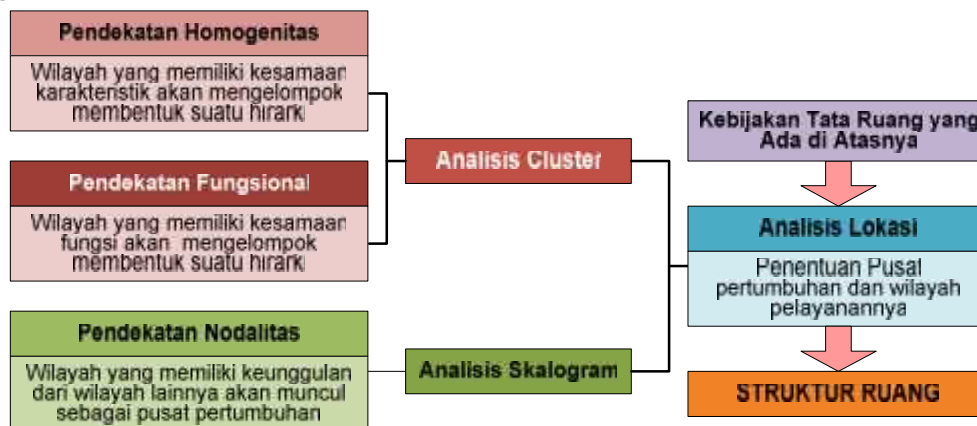 Pendekatan Homogenitas
Wilayah yang memiliki kesamaan
karakteristik akan mengelompok
membentuk suatu hirarki
Pendekatan Fungsional
Wilayah yang memiliki kesamaan
fungsi akan mengelompok
membentuk suatu hirarki
Pendekatan Nodalitas
Wilayah yang memiliki keunggulan
dari wilayah lainnya akan muncul
sebagai pusat pertumbuhan
Analisis Cluster
Analisis Skalogram
Kebijakan Tata Ruang yang
Ada di Atasnya
Analisis Lokasi
Penentuan Pusat
pertumbuhan dan wilayah
pelayanannya
STRUKTUR RUANG